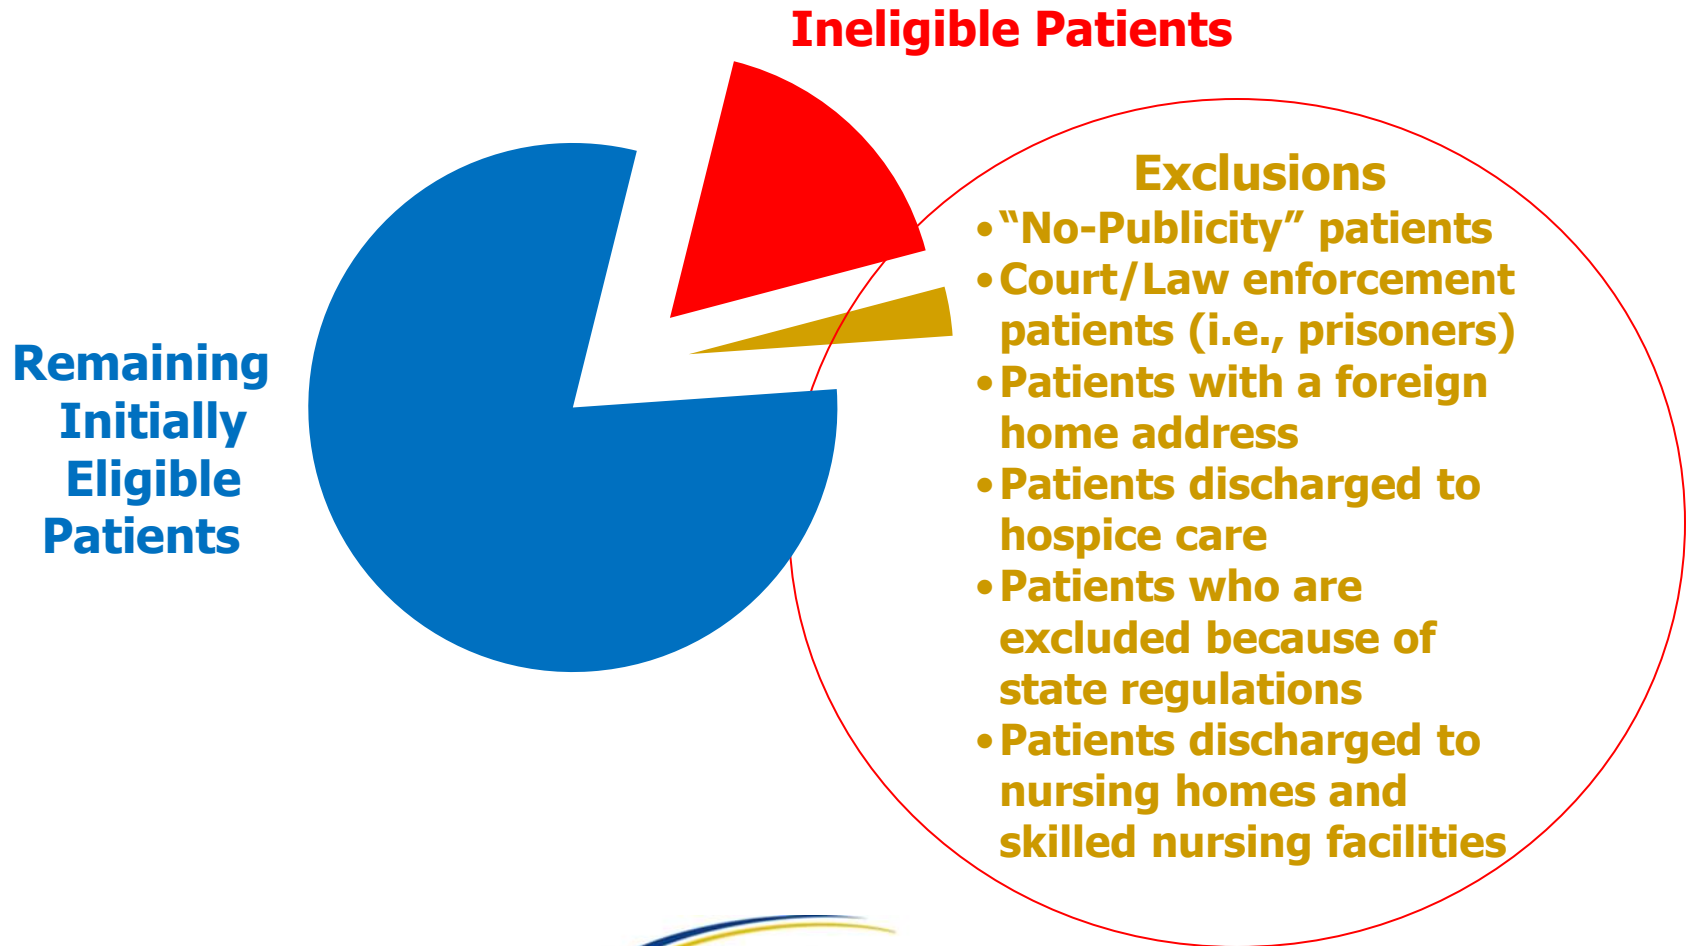 Ineligible Patients
Remaining
Initially
Eligible
Patients
Exclusions
•“No-Publicity” patients
•Court/Law enforcement
patients (i.e., prisoners)
•Patients with a foreign
home address
•Patients discharged to
hospice care
•Patients who are
excluded because of
state regulations
•Patients discharged to
nursing homes and
skilled nursing facilities